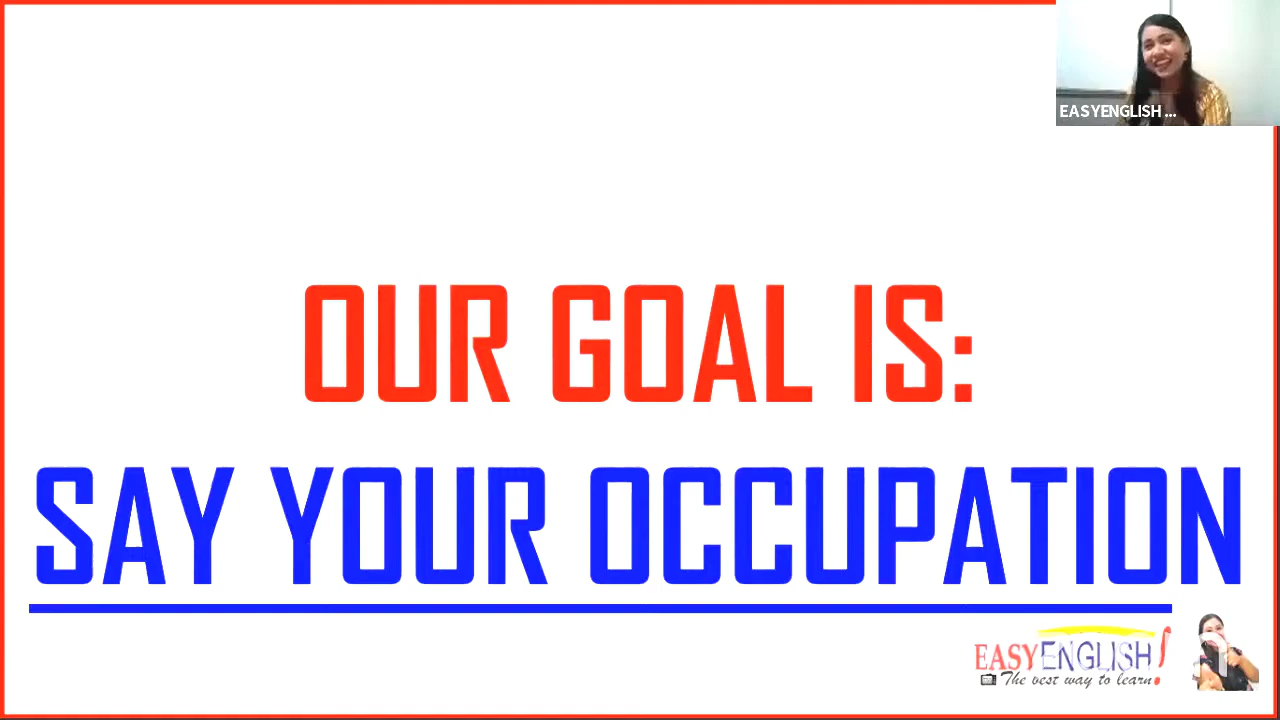 EASYENGLISH ...
OUR GOAL IS:
SAY YOUR OCCUPATION
EASYENGLISH!
The best way to learn